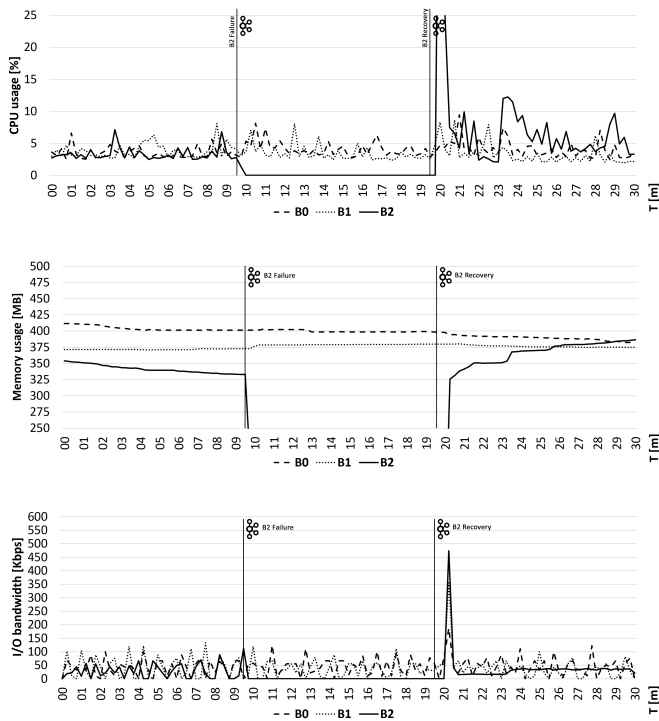 25
20
15
10
5
0
CPU usage [%]
B2 Failure
B2 Recovery
00 01 02 03 04 05 06 07 08 09 10 11 12 13 14 15 16 17 18 19 20 21 22 23 24 25 26 27 28 29 30
T [m]
B0 B1 B2
500
475
450
425
400
375
350
325
300
275
250
Memory usage [MB]
B2 Failure
B2 Recovery
00 01 02 03 04 05 06 07 08 09 10 11 12 13 14 15 16 17 18 19 20 21 22 23 24 25 26 27 28 29 30
T [m]
B0 B1 B2
600
550
500
450
400
350
300
250
200
150
100
50
0
I/O bandwidth [Kbps]
B2 Failure
B2 Recovery
00 01 02 03 04 05 06 07 08 09 10 11 12 13 14 15 16 17 18 19 20 21 22 23 24 25 26 27 28 29 30
T [m]
B0 B1 B2